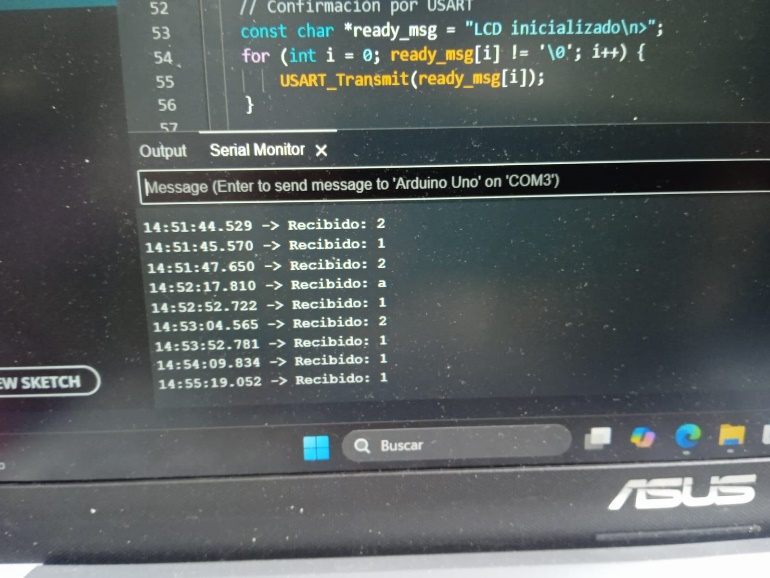 52 // Confirmación por USART
53 const char *ready_msg = "LCD inicializado\n>";
54 for (int i = 0; ready_msg[i] != '\0'; i++) {
55 USART_Transmit(ready_msg[i]);
56 }
57
Output Serial Monitor X
Message (Enter to send message to 'Arduino Uno' on 'COM3')
14:51:44.529 -> Recibido: 2
14:51:45.570 -> Recibido: 1
14:51:47.650 -> Recibido: 2
14:52:17.810 -> Recibido: a
14:52:52.722 -> Recibido: 1
14:53:04.565 -> Recibido: 2
14:53:52.781 -> Recibido: 1
14:54:09.834 -> Recibido: 1
14:55:19.052 -> Recibido: 1
EW SKETCH
Buscar
ASUS